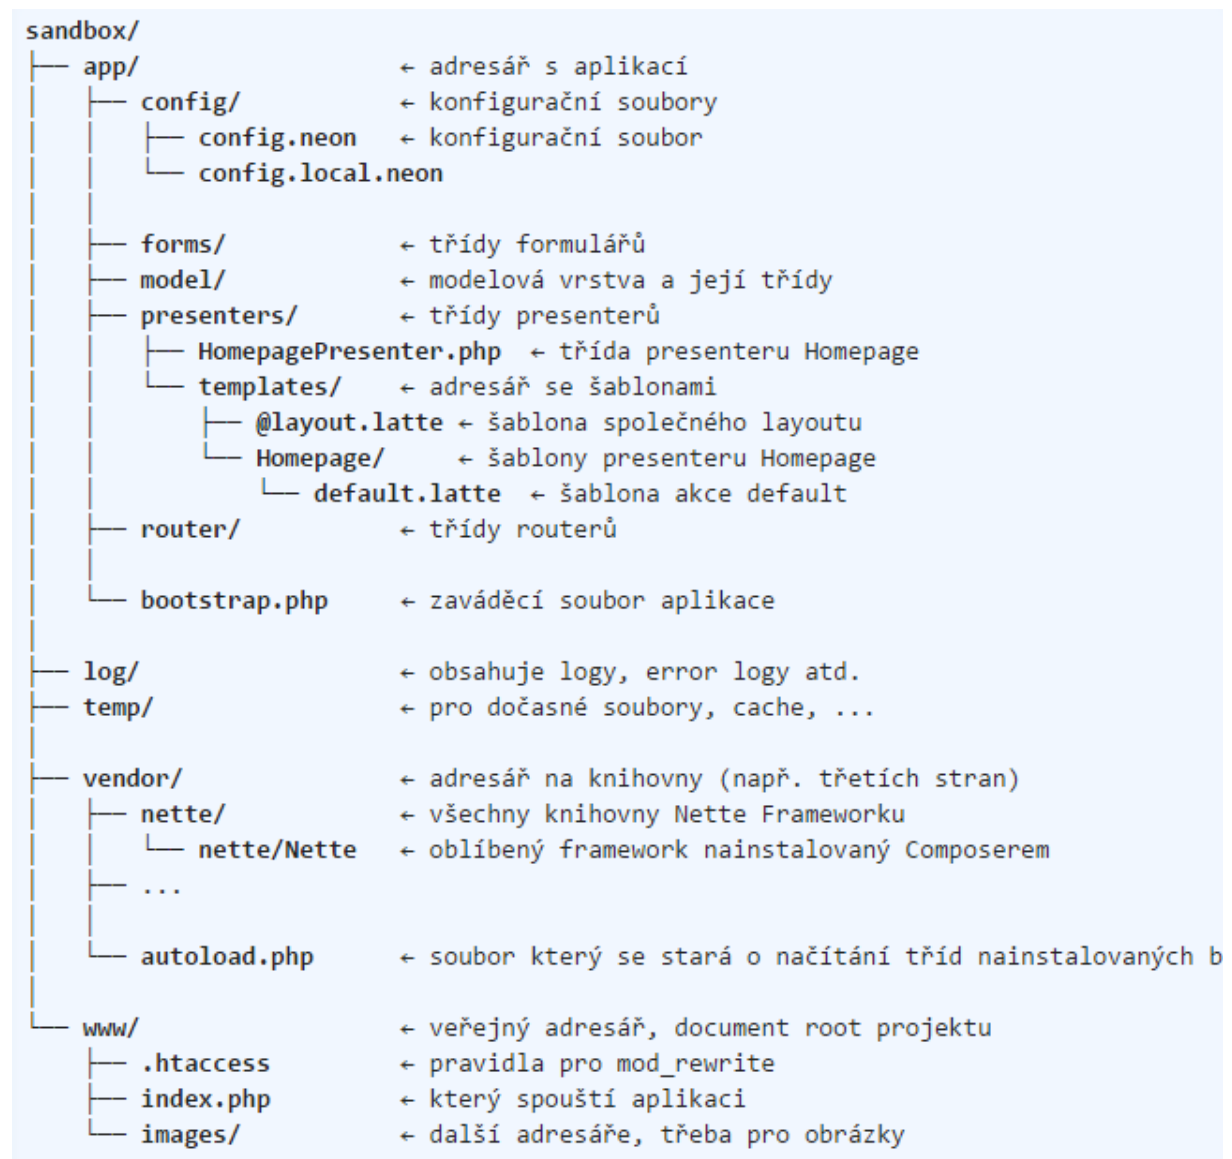 sandbox/
├── app/                  ← adresář s aplikací
│   ├── config/           ← konfigurační soubory
│   │   ├── config.neon   ← konfigurační soubor
│   │   └── config.local.neon
│   │
│   ├── forms/            ← třídy formulářů
│   ├── model/            ← modelová vrstva a její třídy
│   ├── presenters/       ← třídy presenterů
│   │   ├── HomepagePresenter.php  ← třída presenteru Homepage
│   │   └── templates/    ← adresář se šablonami
│   │       ├── @layout.latte ← šablona společného layoutu
│   │       └── Homepage/     ← šablony presenteru Homepage
│   │           └── default.latte  ← šablona akce default
│   ├── router/           ← třídy routerů
│   │
│   └── bootstrap.php     ← zaváděcí soubor aplikace
│
├── log/                  ← obsahuje logy, error logy atd.
├── temp/                 ← pro dočasné soubory, cache, ...
│
├── vendor/               ← adresář na knihovny (např. třetích stran)
│   ├── nette/            ← všechny knihovny Nette Frameworku
│   │   └── nette/Nette   ← oblíbený framework nainstalovaný Composerem
│   ├── ...
│   │
│   └── autoload.php      ← soubor který se stará o načítání tříd nainstalovaných b
│
└── www/                  ← veřejný adresář, document root projektu
    ├── .htaccess         ← pravidla pro mod_rewrite
    ├── index.php         ← který spouští aplikaci
    └── images/           ← další adresáře, třeba pro obrázky